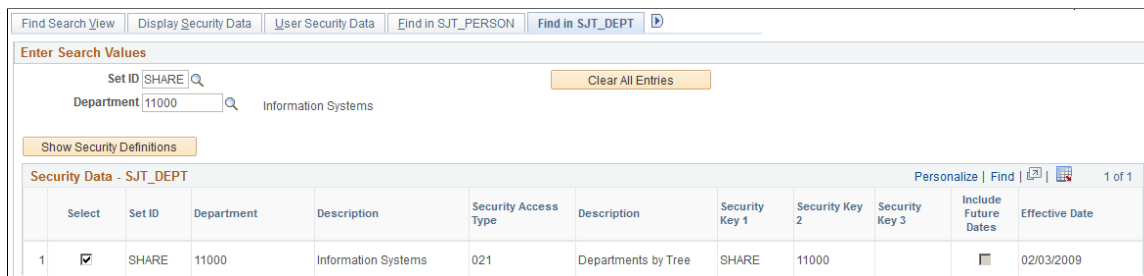 Find Search View Display Security Data User Security Data Find in SJT_PERSON Find in SJT_DEPT
Enter Search Values
Set ID SHARE Clear All Entries
Department 11000 Information Systems
Show Security Definitions
Security Data - SJT_DEPT Personalize | Find | | 1 of 1
Select Set ID Department Description Security Access Type Description Security Key 1 Security Key 2 Security Key 3 Include Future Dates Effective Date
1 SHARE 11000 Information Systems 021 Departments by Tree SHARE 11000 02/03/2009